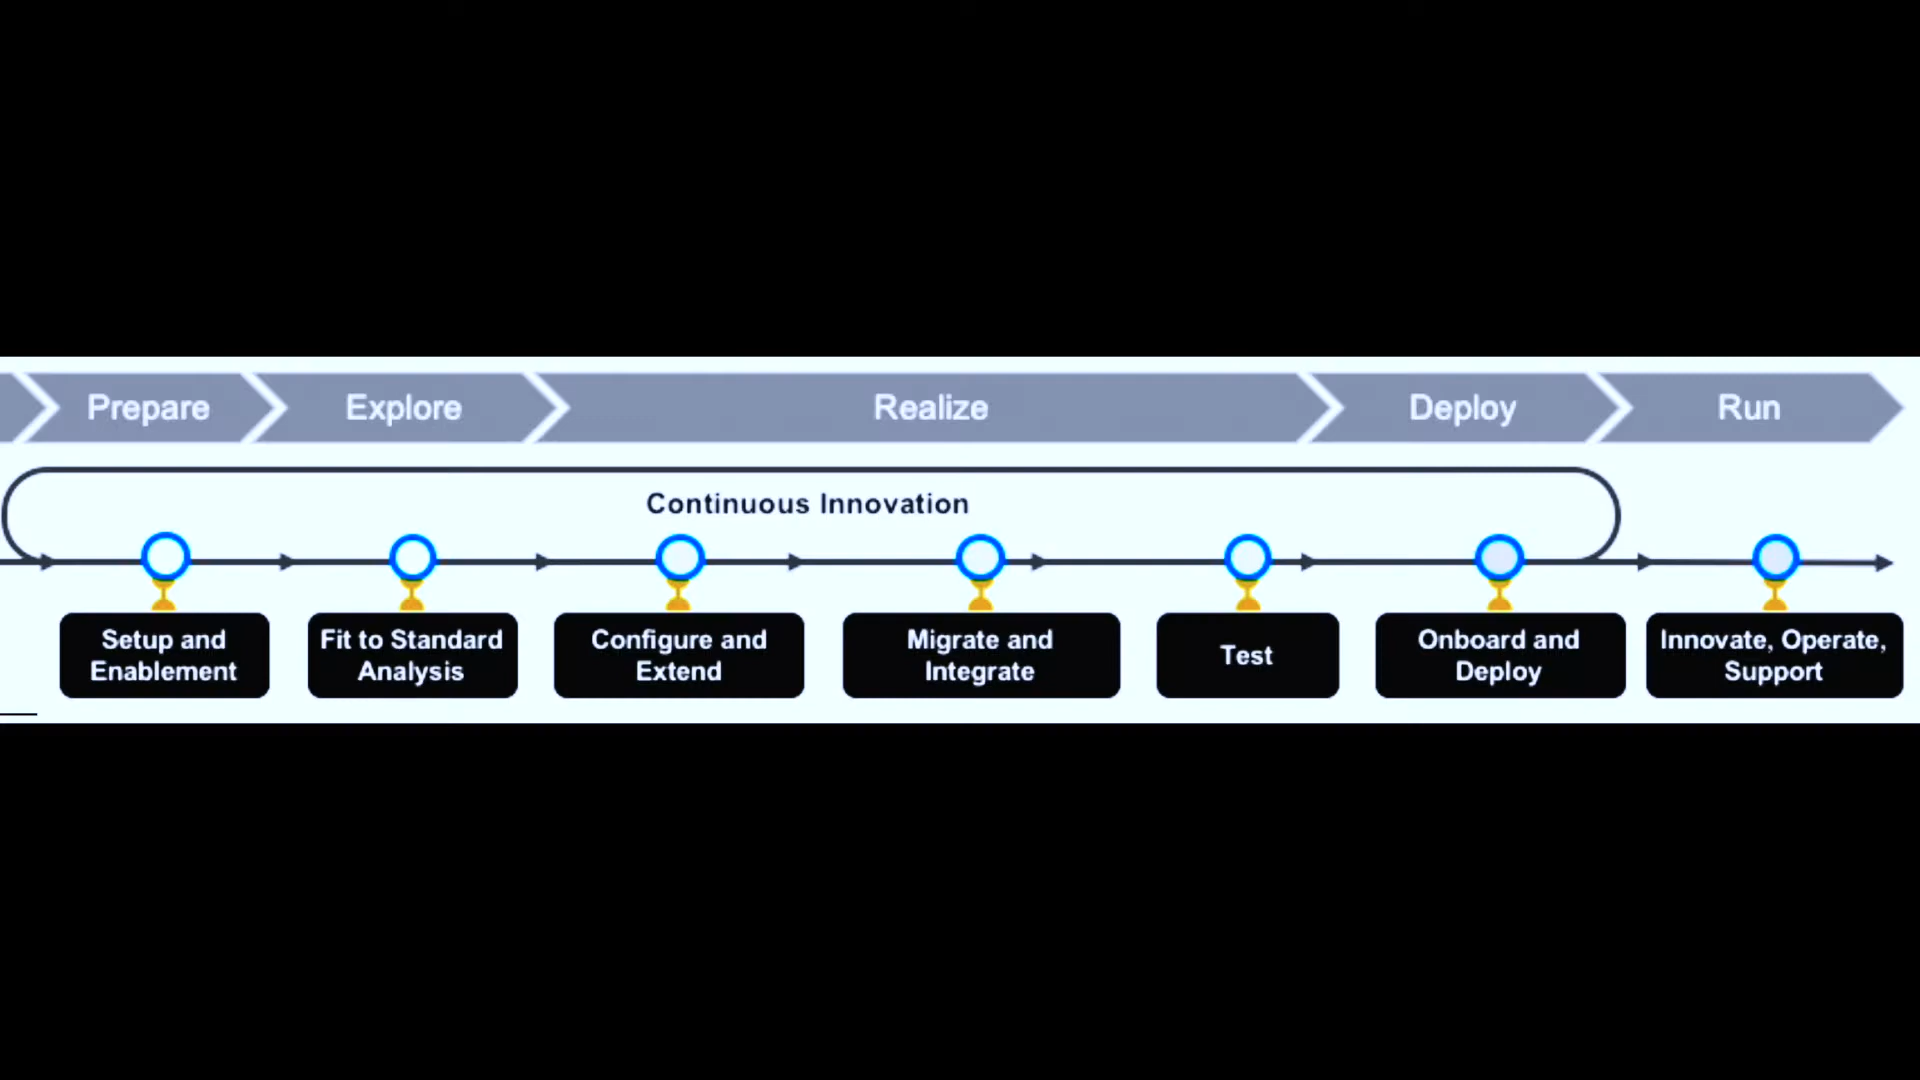 Prepare
Explore
Realize
Deploy
Run
Continuous Innovation
Setup and
Enablement
Fit to Standard
Analysis
Configure and
Extend
Migrate and
Integrate
Test
Onboard and
Deploy
Innovate, Operate,
Support